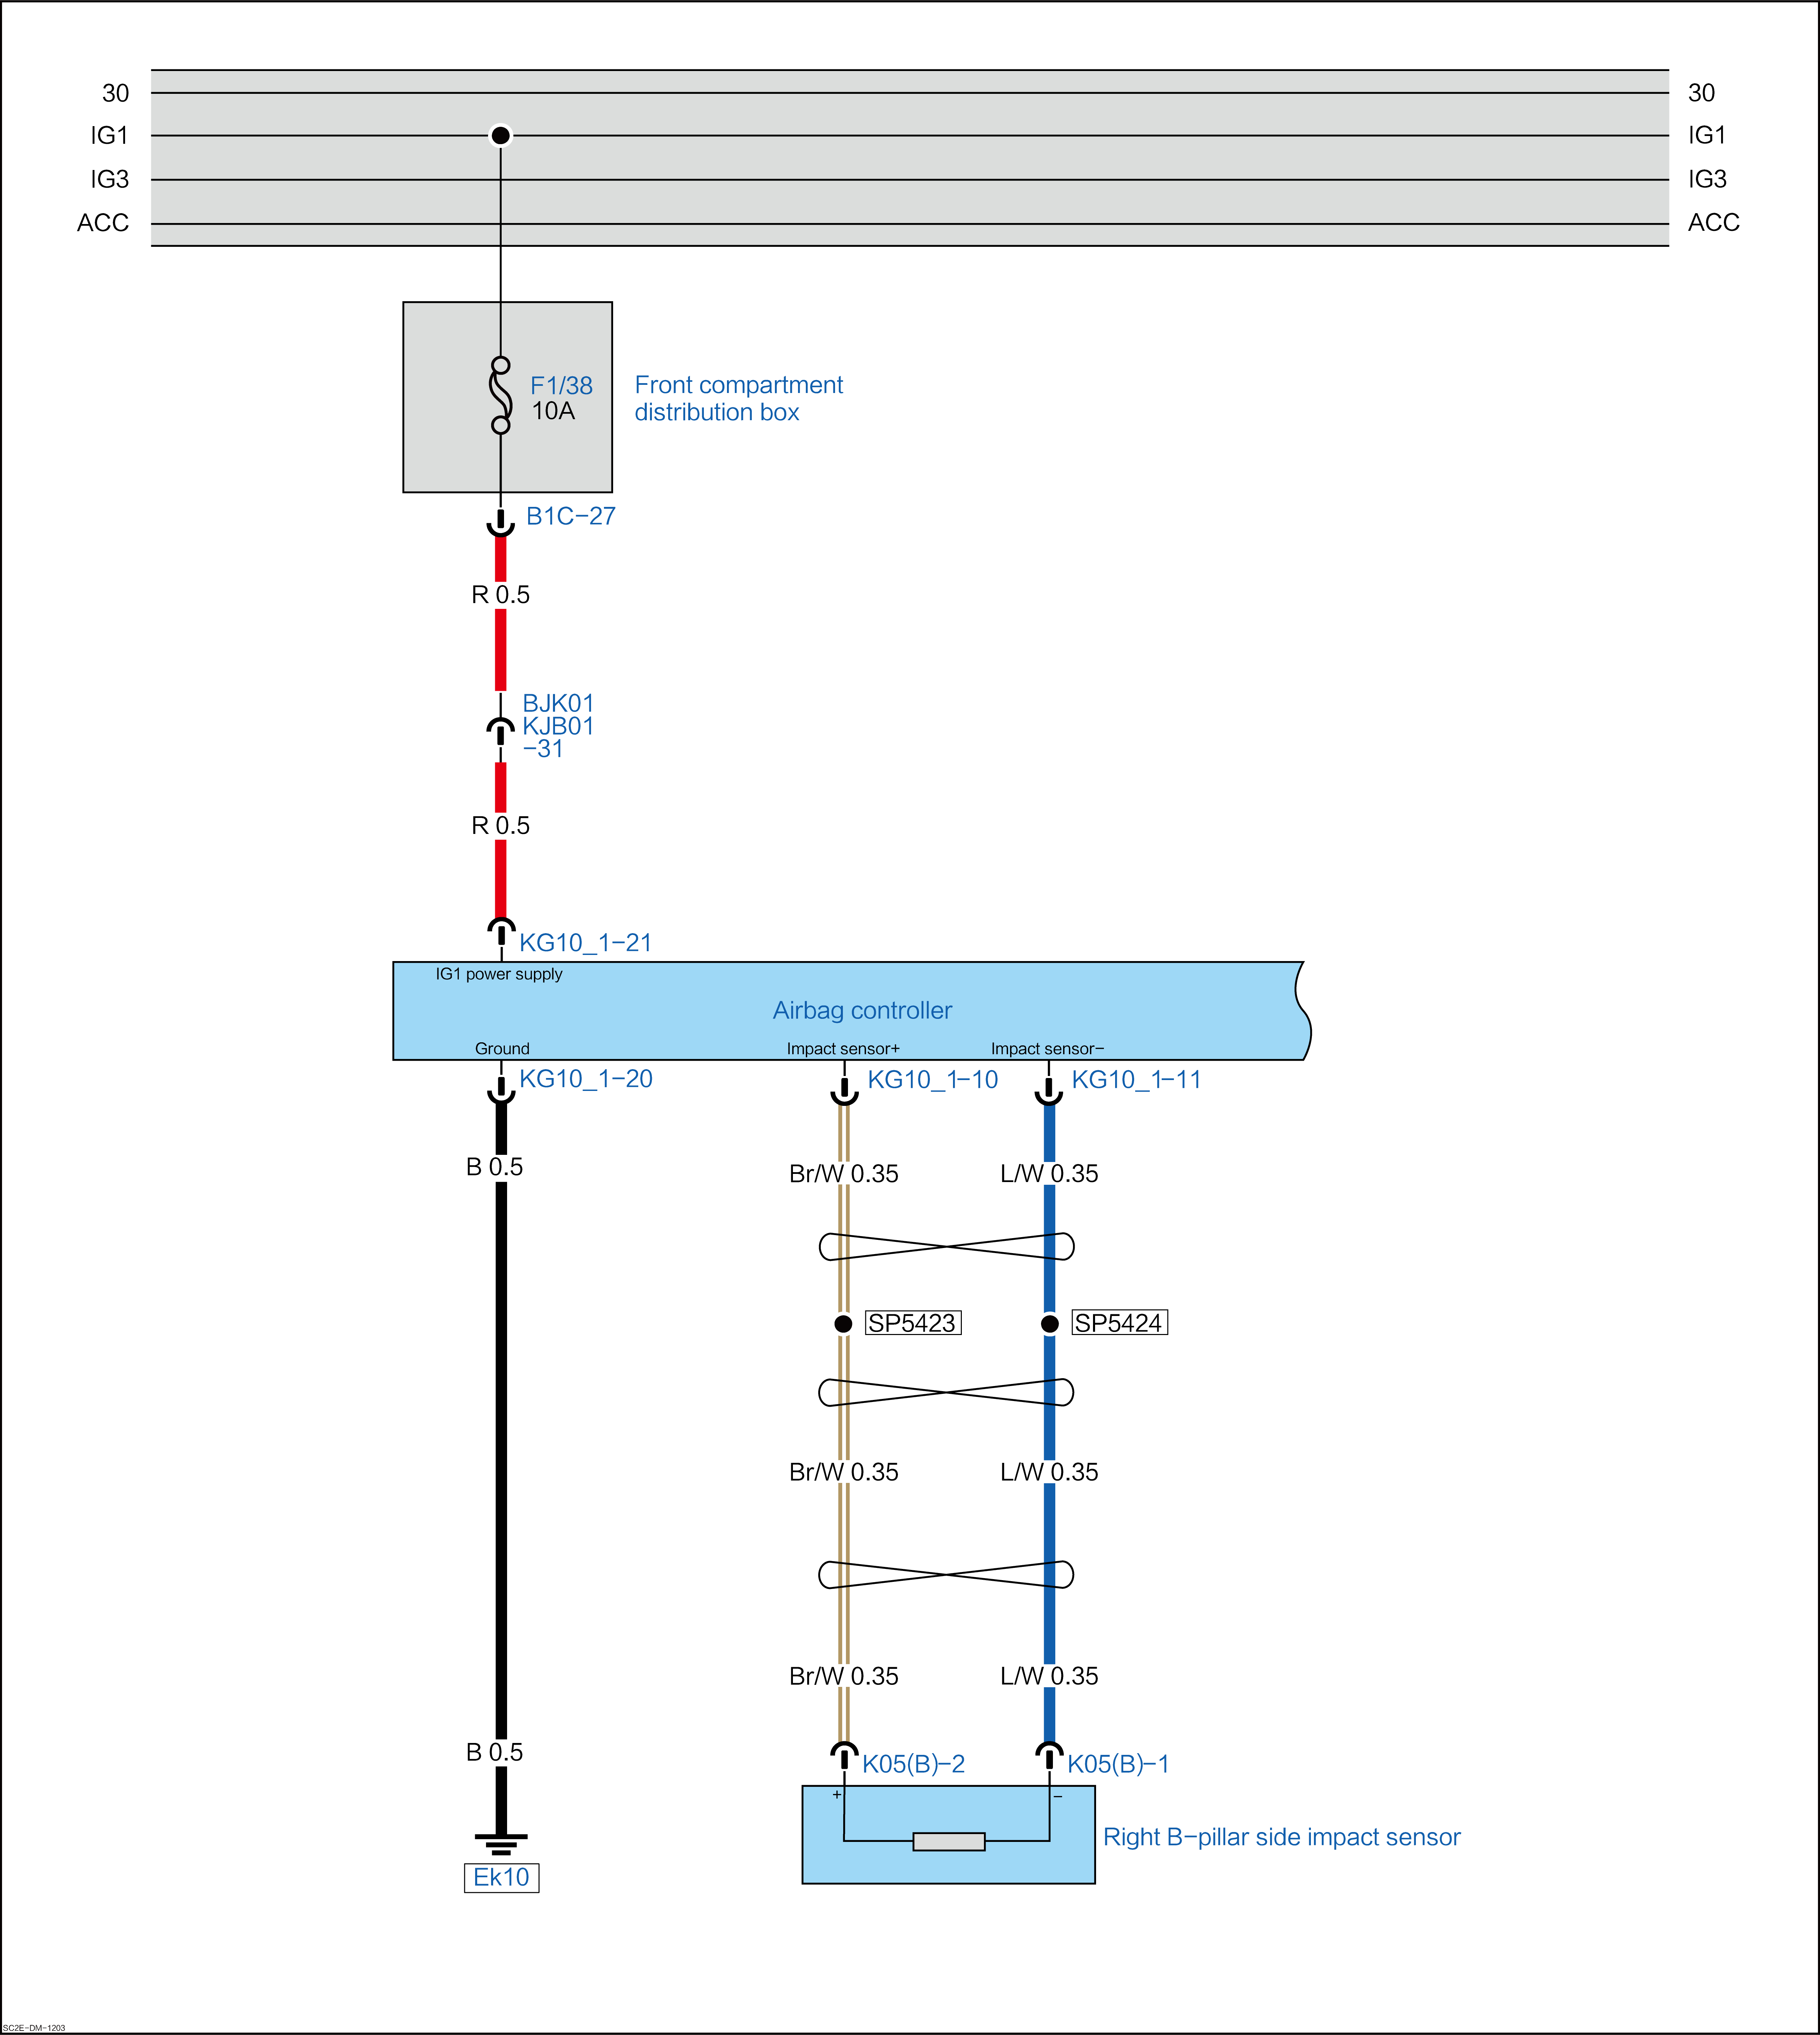 30
30
IG1
IG1
IG3
IG3
ACC
ACC
F1/38
10A
Front compartment
distribution box
B1C-27
R 0.5
BJK01
KJB01
-31
R 0.5
KG10_1-21
IG1 power supply
Airbag controller
Ground
Impact sensor+
Impact sensor-
KG10_1-20
KG10_1-10
KG10_1-11
B 0.5
Br/W 0.35
L/W 0.35
SP5423
SP5424
Br/W 0.35
L/W 0.35
Br/W 0.35
L/W 0.35
B 0.5
K05(B)-2
K05(B)-1
+
-
Right B-pillar side impact sensor
Ek10
SC2E-DM-1203